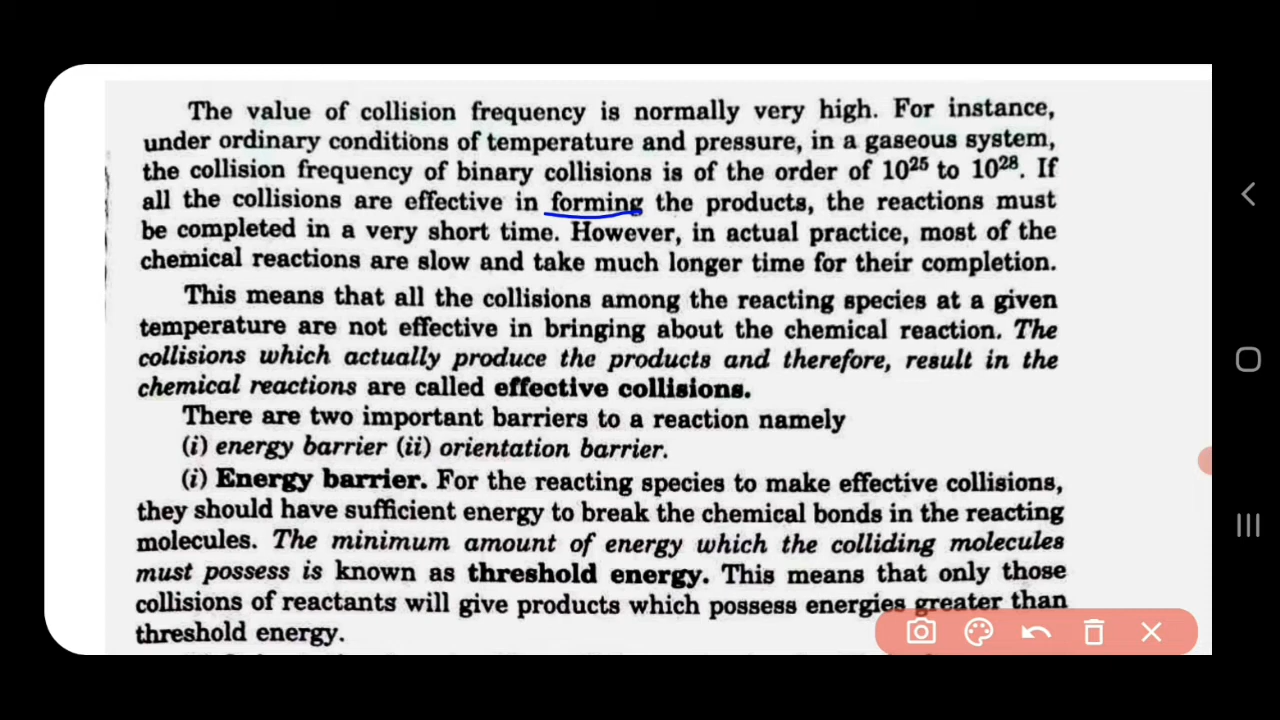 The value of collision frequency is normally very high. For instance,
under ordinary conditions of temperature and pressure, in a gaseous system,
the collision frequency of binary collisions is of the order of 10²⁵ to 10²⁸. If
all the collisions are effective in forming the products, the reactions must
be completed in a very short time. However, in actual practice, most of the
chemical reactions are slow and take much longer time for their completion.
This means that all the collisions among the reacting species at a given
temperature are not effective in bringing about the chemical reaction. The
collisions which actually produce the products and therefore, result in the
chemical reactions are called effective collisions.
There are two important barriers to a reaction namely
(i) energy barrier (ii) orientation barrier.
(i) Energy barrier. For the reacting species to make effective collisions,
they should have sufficient energy to break the chemical bonds in the reacting
molecules. The minimum amount of energy which the colliding molecules
must possess is known as threshold energy. This means that only those
collisions of reactants will give products which possess energies greater than
threshold energy.